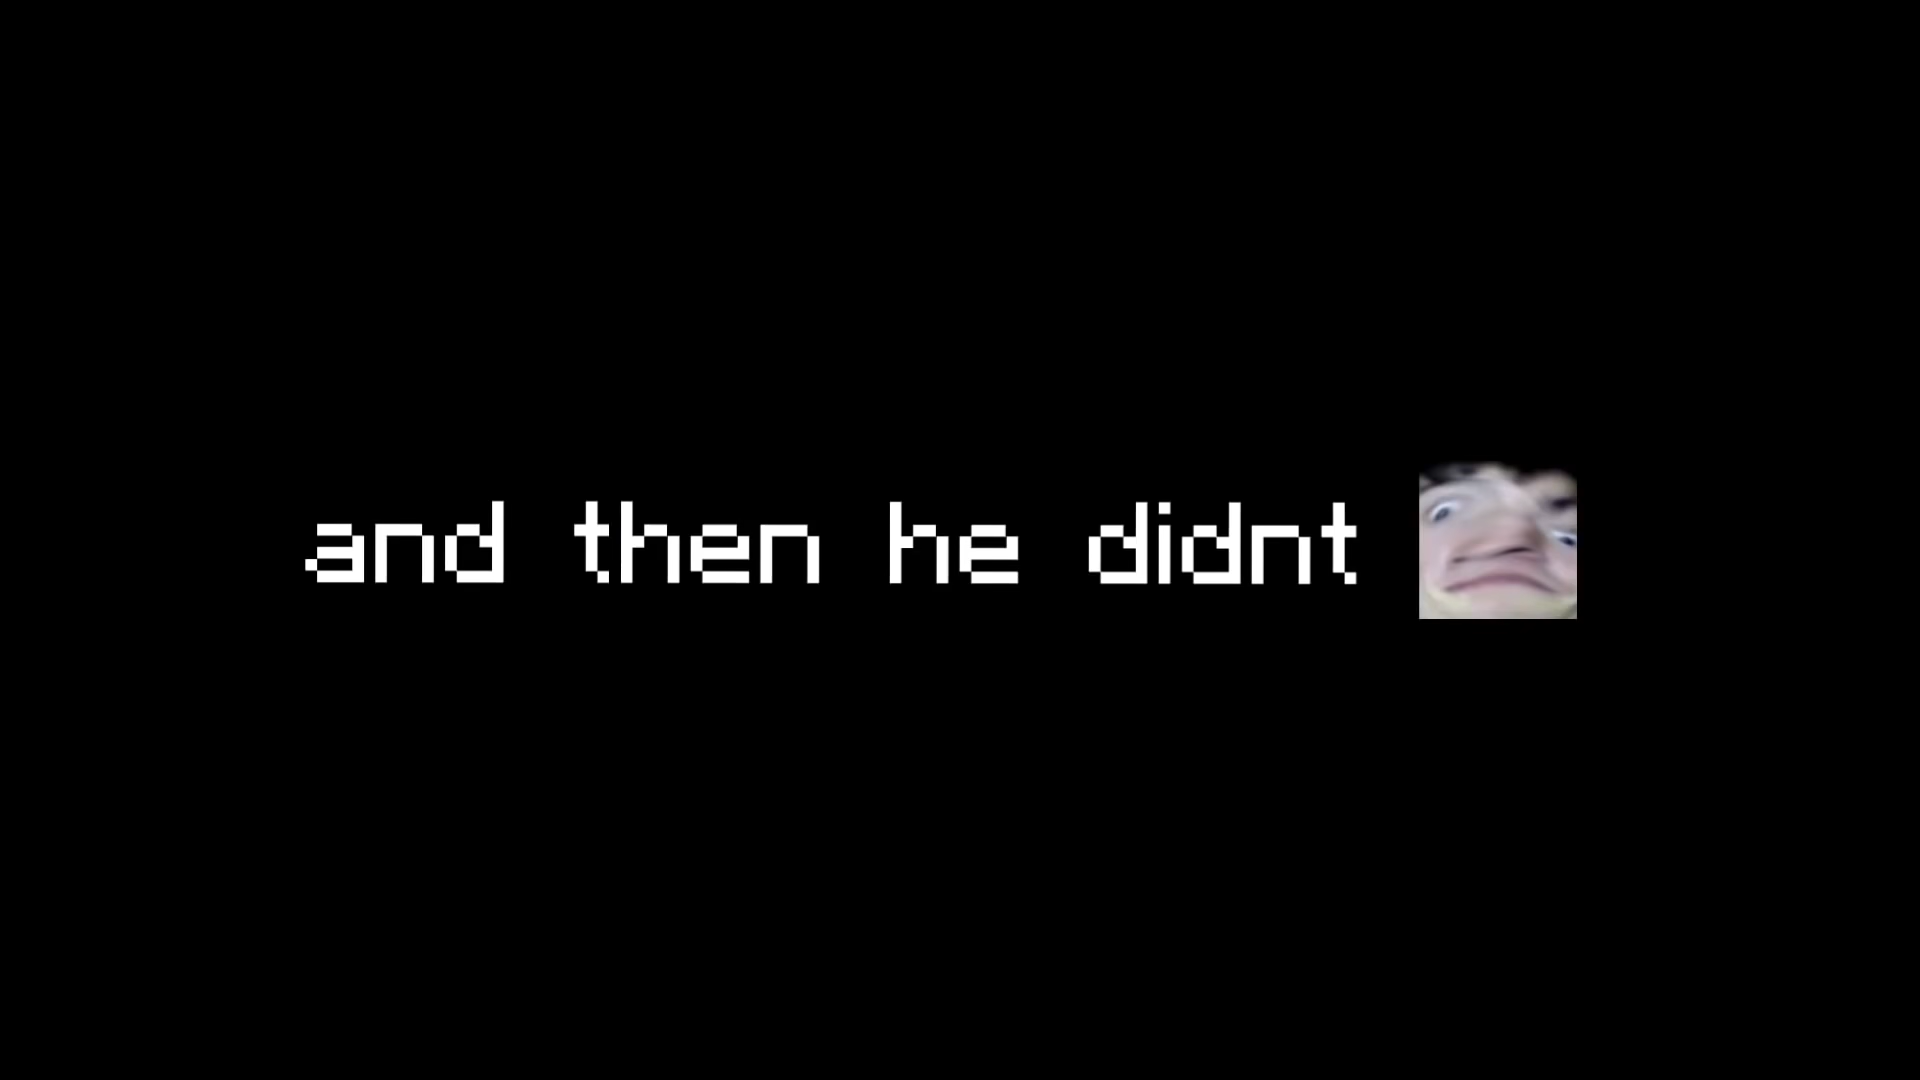 and then he didnt